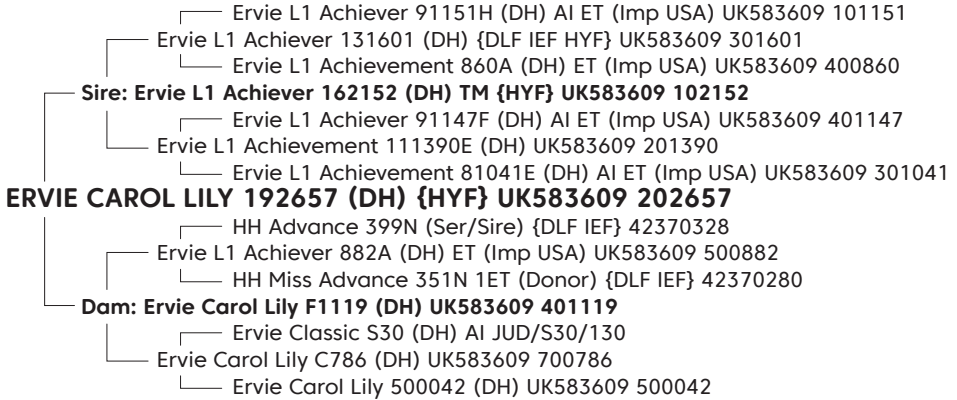 Ervie L1 Achiever 91151H (DH) AI ET (Imp USA) UK583609 101151
Ervie L1 Achiever 131601 (DH) {DLF IEF HYF} UK583609 301601
Ervie L1 Achievement 860A (DH) ET (Imp USA) UK583609 400860
Sire: Ervie L1 Achiever 162152 (DH) TM {HYF} UK583609 102152
Ervie L1 Achiever 91147F (DH) AI ET (Imp USA) UK583609 401147
Ervie L1 Achievement 111390E (DH) UK583609 201390
Ervie L1 Achievement 81041E (DH) AI ET (Imp USA) UK583609 301041
ERVIE CAROL LILY 192657 (DH) {HYF} UK583609 202657
HH Advance 399N (Ser/Sire) {DLF IEF} 42370328
Ervie L1 Achiever 882A (DH) ET (Imp USA) UK583609 500882
HH Miss Advance 351N 1ET (Donor) {DLF IEF} 42370280
Dam: Ervie Carol Lily F1119 (DH) UK583609 401119
Ervie Classic S30 (DH) AI JUD/S30/130
Ervie Carol Lily C786 (DH) UK583609 700786
Ervie Carol Lily 500042 (DH) UK583609 500042